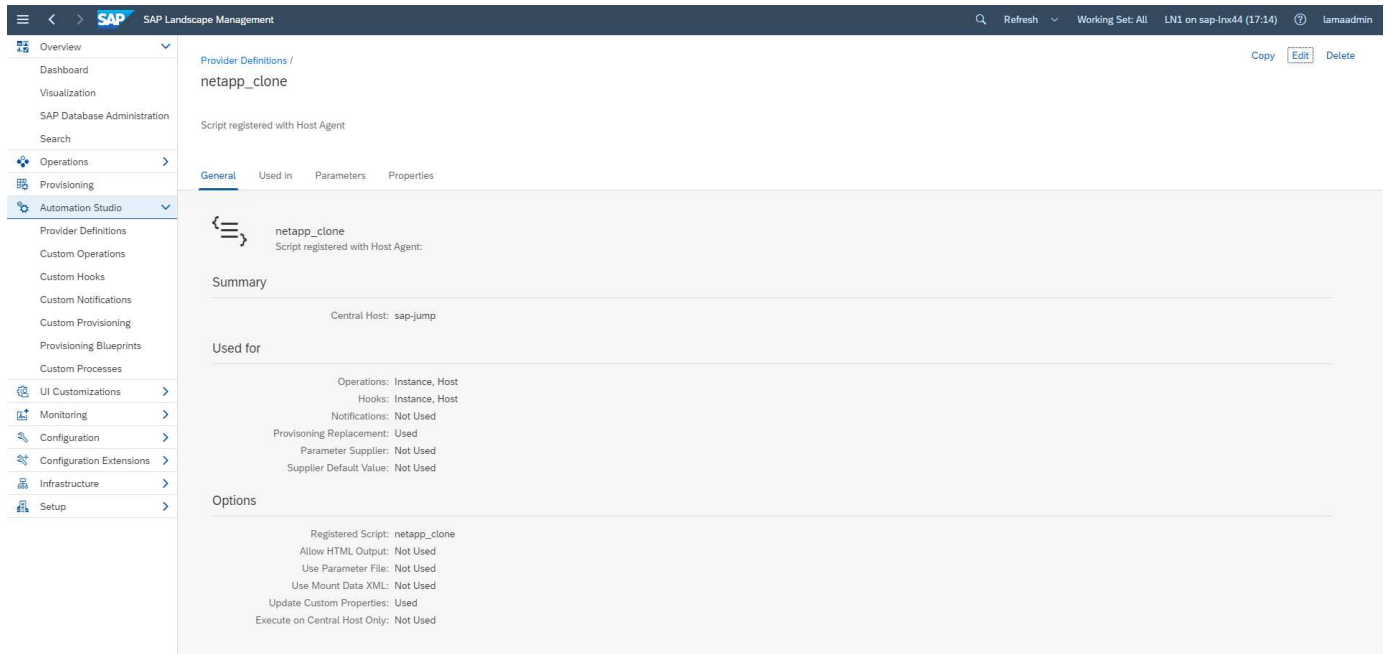 SAP SAP Landscape Management
Refresh Working Set: All LN1 on sap-lnx44 (17:14) lamaadmin
Overview
Dashboard
Visualization
SAP Database Administration
Search
Operations
Provisioning
Automation Studio
Provider Definitions
Custom Operations
Custom Hooks
Custom Notifications
Custom Provisioning
Provisioning Blueprints
Custom Processes
UI Customizations
Monitoring
Configuration
Configuration Extensions
Infrastructure
Setup
Provider Definitions /
Copy Edit Delete
netapp_clone
Script registered with Host Agent
General Used in Parameters Properties
netapp_clone
Script registered with Host Agent:
Summary
Central Host: sap-jump
Used for
Operations: Instance, Host
Hooks: Instance, Host
Notifications: Not Used
Provisoning Replacement: Used
Parameter Supplier: Not Used
Supplier Default Value: Not Used
Options
Registered Script: netapp_clone
Allow HTML Output: Not Used
Use Parameter File: Not Used
Use Mount Data XML: Not Used
Update Custom Properties: Used
Execute on Central Host Only: Not Used